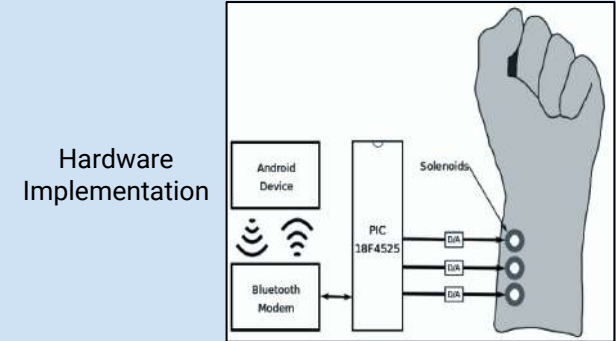 Hardware
Implementation
Android
Device
Bluetooth
Modem
PIC
18F4525
Solenoids
D/A
D/A
D/A